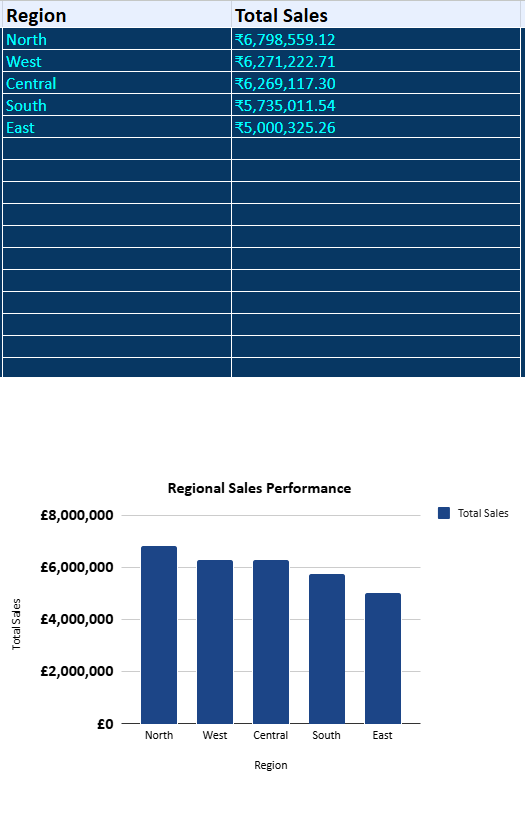 Region Total Sales
North ₹6,798,559.12
West ₹6,271,222.71
Central ₹6,269,117.30
South ₹5,735,011.54
East ₹5,000,325.26
Regional Sales Performance
Total Sales
£8,000,000
£6,000,000
£4,000,000
£2,000,000
£0
Total Sales
North West Central South East
Region